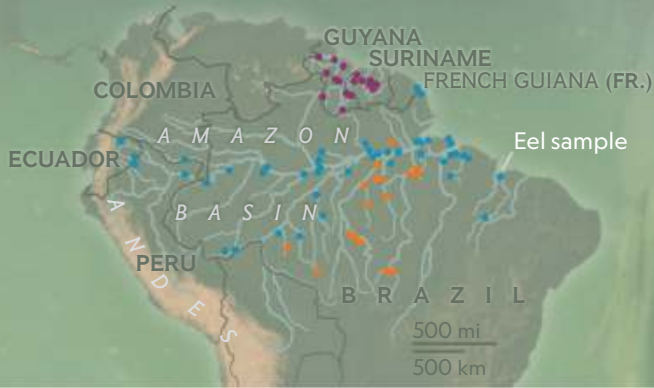 GUYANA
SURINAME
FRENCH GUIANA (FR.)
COLOMBIA
AMAZON
Eel sample
ECUADOR
BASIN
ANDES
PERU
BRAZIL
500 mi
500 km